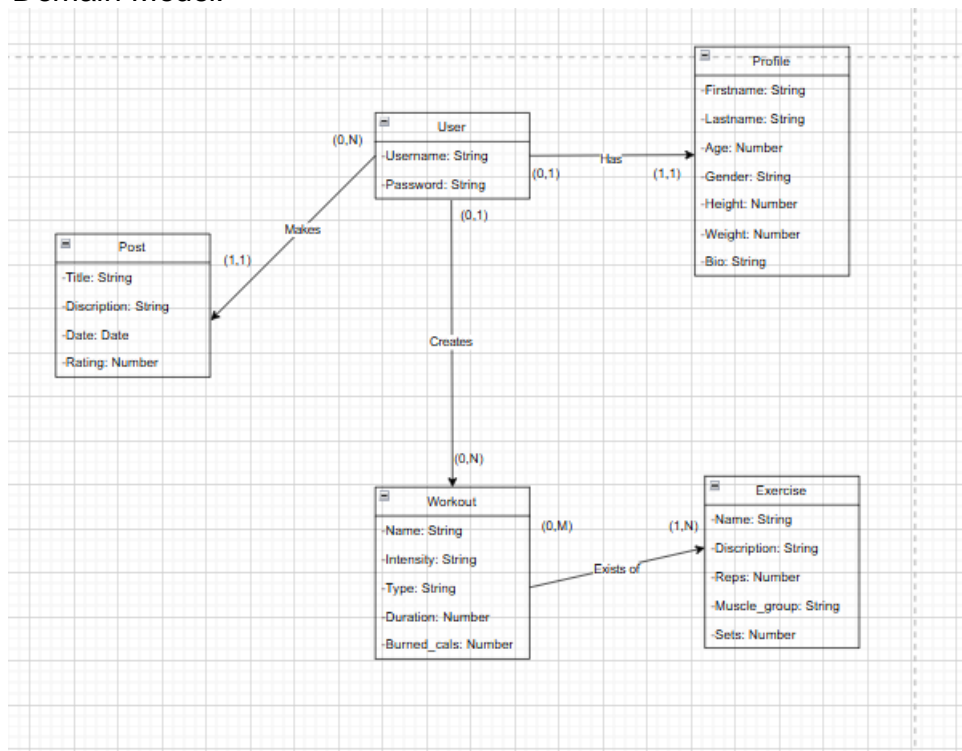 Domain Model:
Profile
-Firstname: String
-Lastname: String
-Age: Number
-Gender: String
-Height: Number
-Weight: Number
-Bio: String
User
-Username: String
-Password: String
(0,N)
Has
(0,1)
(1,1)
(0,1)
Makes
(1,1)
Post
-Title: String
-Discription: String
-Date: Date
-Rating: Number
Creates
(0,N)
Workout
-Name: String
-Intensity: String
-Type: String
-Duration: Number
-Burned_cals: Number
(0,M)
(1,N)
Exists of
Exercise
-Name: String
-Discription: String
-Reps: Number
-Muscle_group: String
-Sets: Number